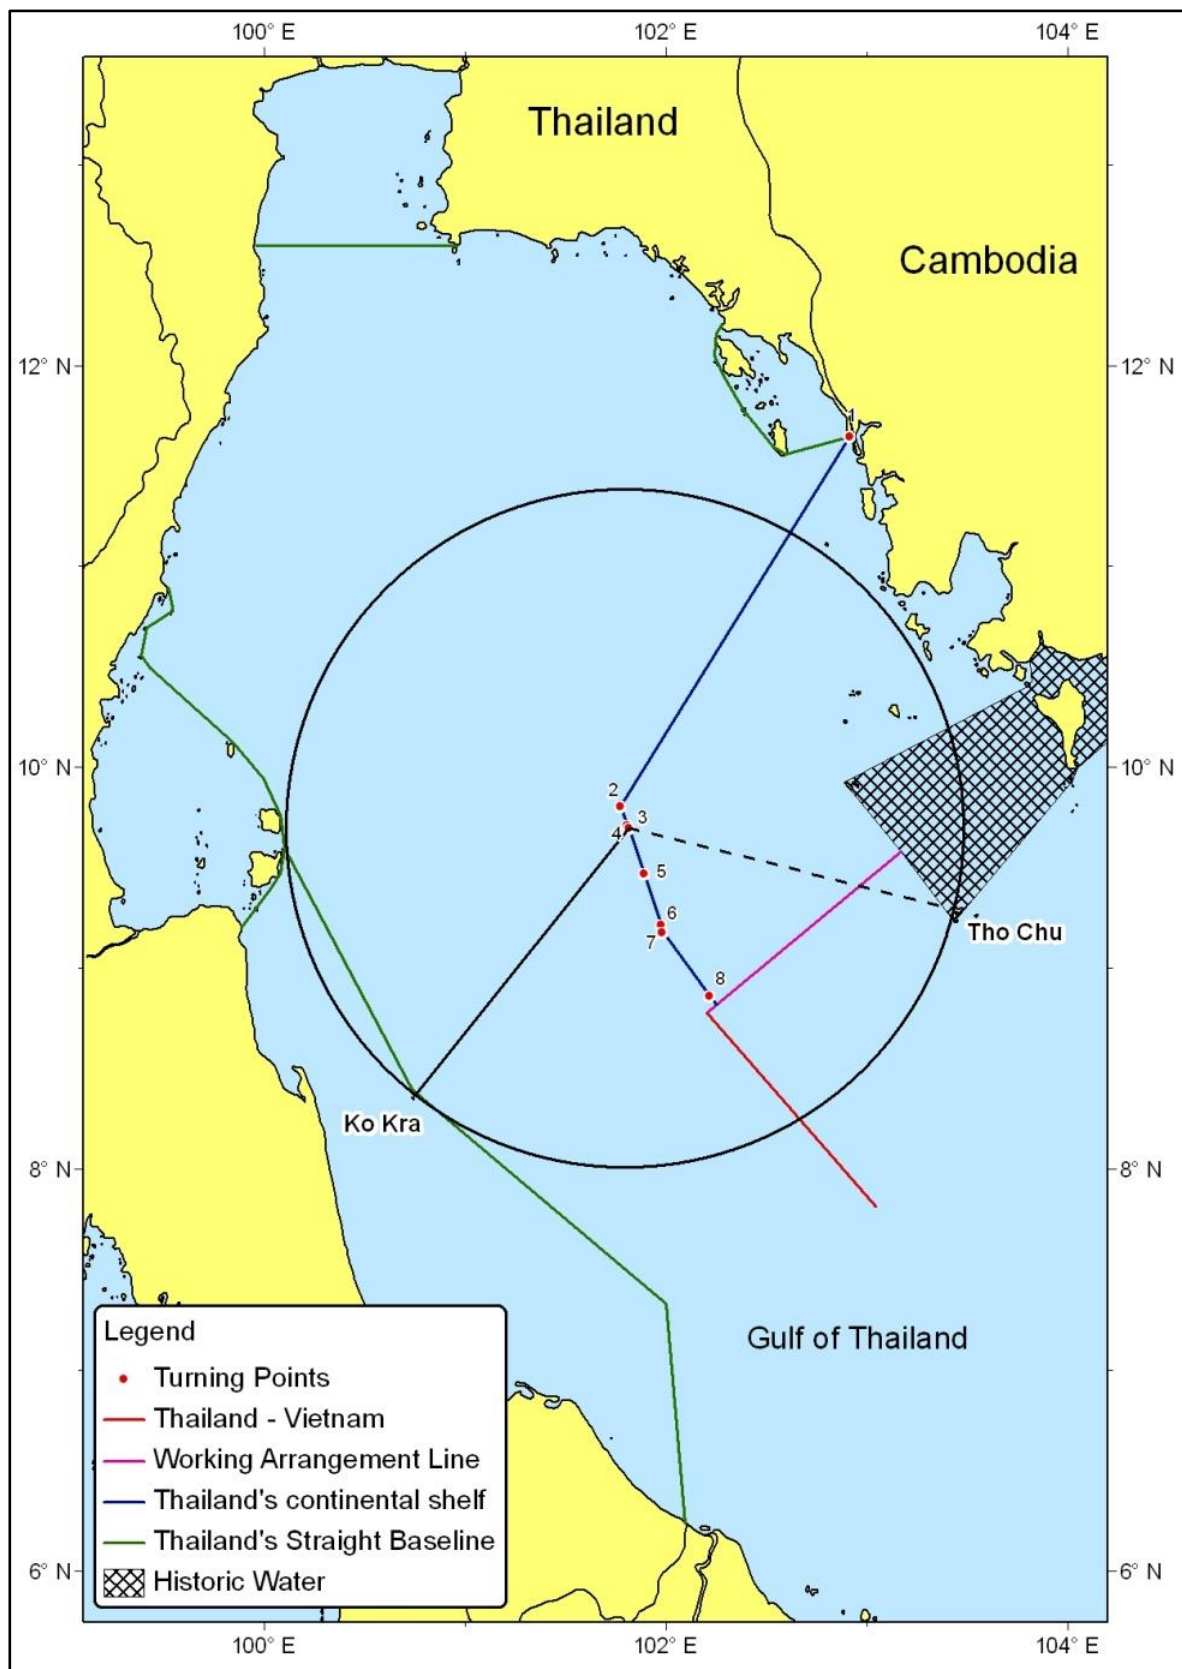 100° E 102° E 104° E
Thailand
Cambodia
12° N 12° N
1
10° N 10° N
2
3
4
5
6
7
Tho Chu
8
Ko Kra
8° N 8° N
Gulf of Thailand
Legend
Turning Points
Thailand - Vietnam
Working Arrangement Line
Thailand's continental shelf
Thailand's Straight Baseline
Historic Water
6° N 6° N
100° E 102° E 104° E